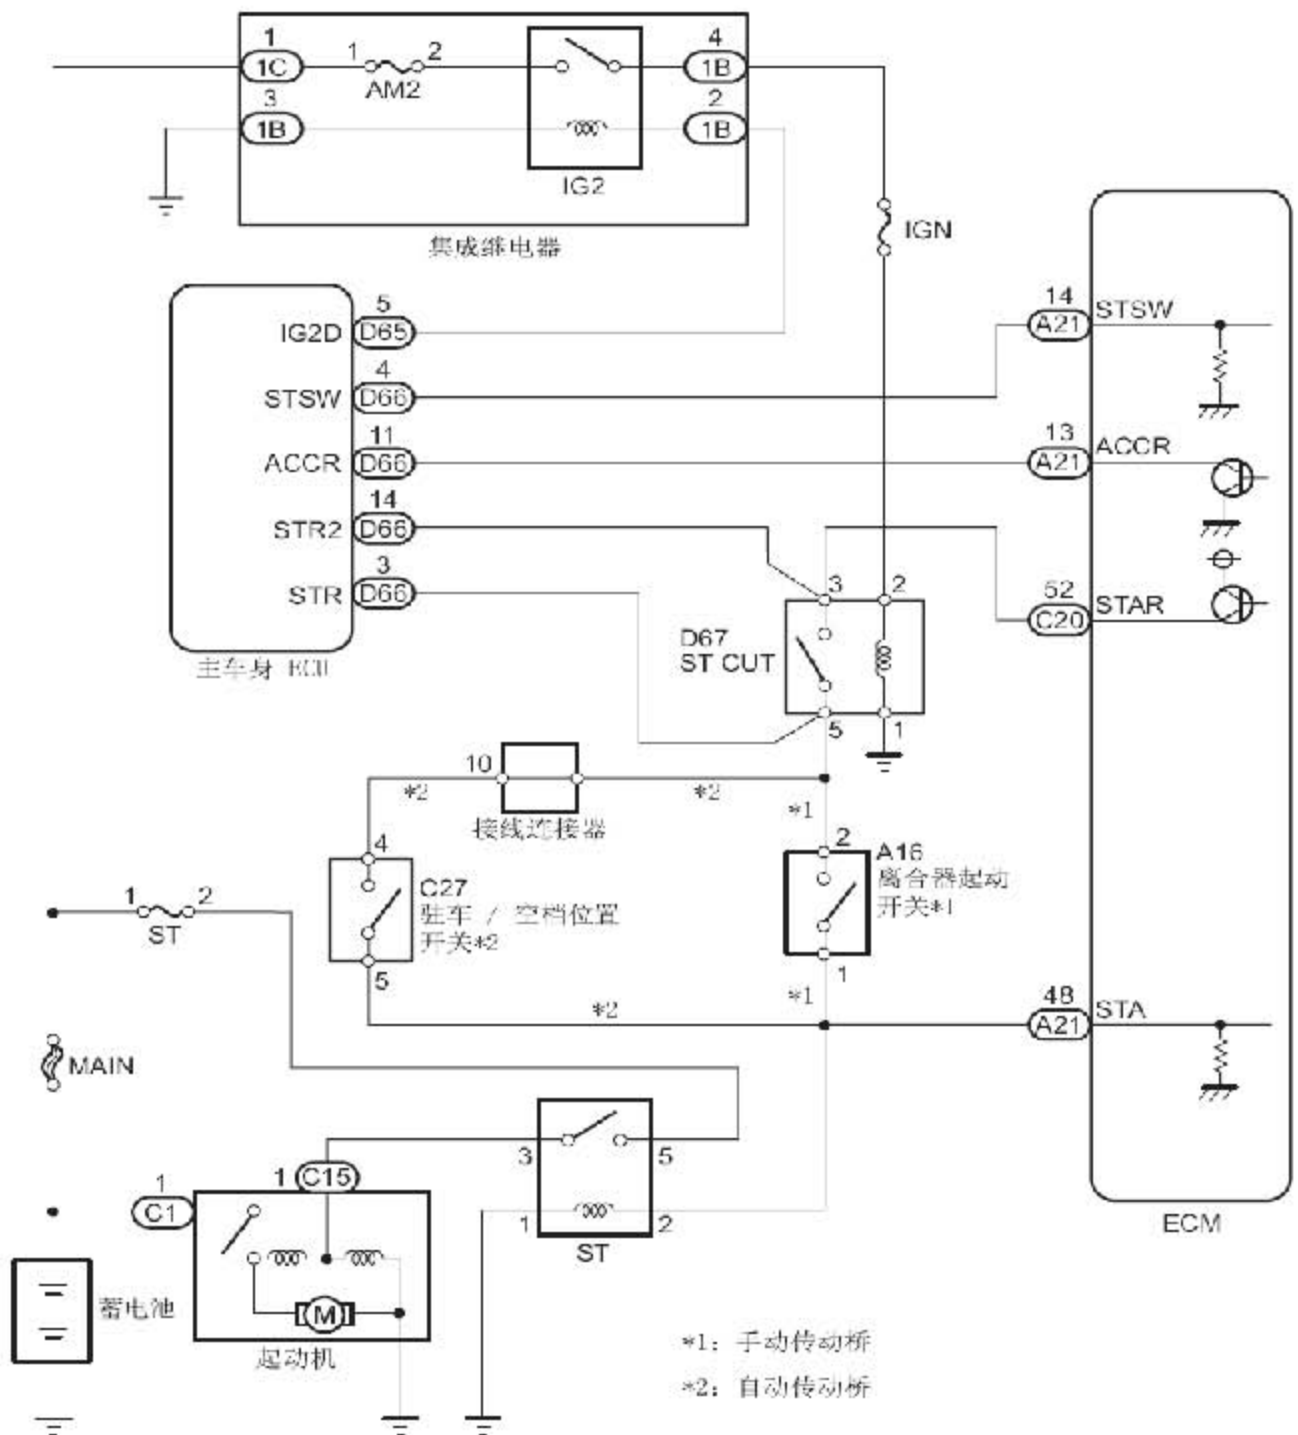 1
1C
1
2
AM2
4
1B
3
1B
2
1B
IG2
集成继电器
IGN
IG2D
5
D65
STSW
4
D66
ACCR
11
D66
STR2
14
D66
STR
3
D66
主车身 ECU
14
A21
STSW
13
A21
ACCR
52
C20
STAR
3
2
D67
ST CUT
5
1
10
*2
*2
接线连接器
*1
4
C27
驻车 / 空档位置
开关*2
5
2
A16
离合器起动
开关*1
1
*1
1
2
ST
*2
48
A21
STA
MAIN
3
5
1
2
ST
1
C15
1
C1
M
蓄电池
起动机
ECM
*1: 手动传动桥
*2: 自动传动桥